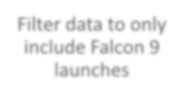 Filter data to only
include Falcon 9
launches